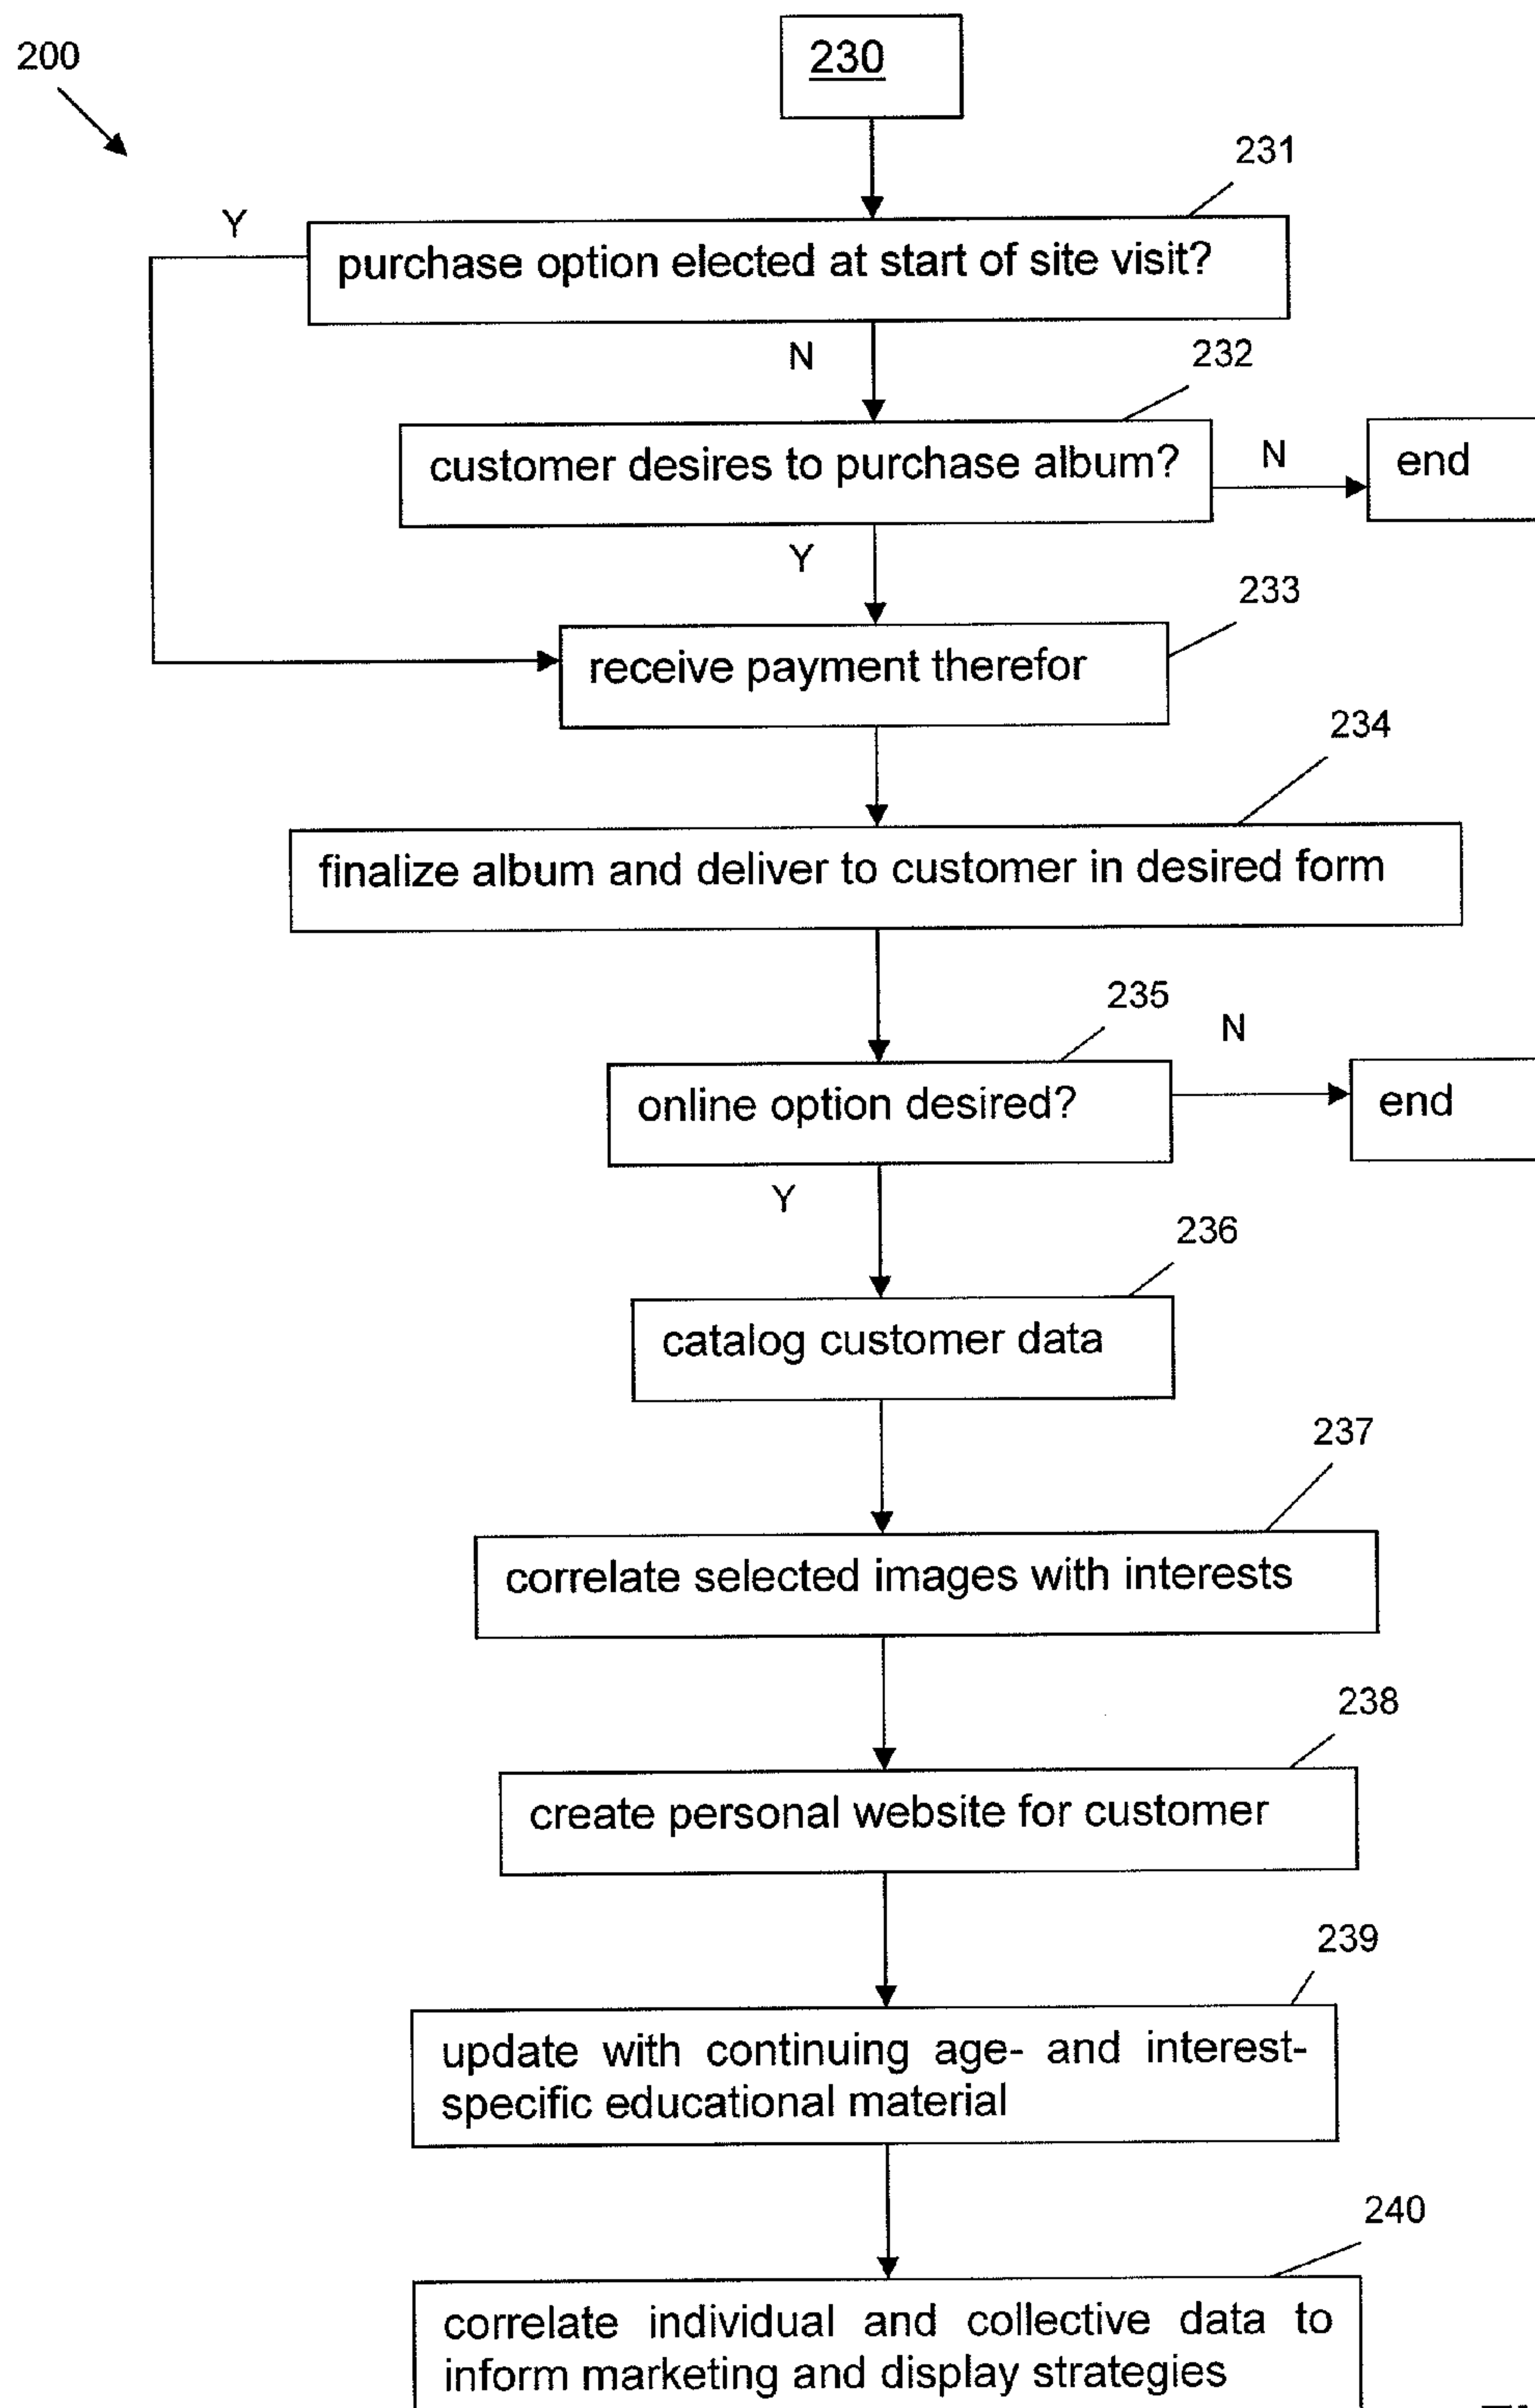 200
230
231
Y
purchase option elected at start of site visit?
N
232
customer desires to purchase album?
N
end
Y
233
receive payment therefor
234
finalize album and deliver to customer in desired form
235
N
online option desired?
end
Y
236
catalog customer data
237
correlate selected images with interests
238
create personal website for customer
239
update with continuing age- and interest-
specific educational material
240
correlate individual and collective data to
inform marketing and display strategies